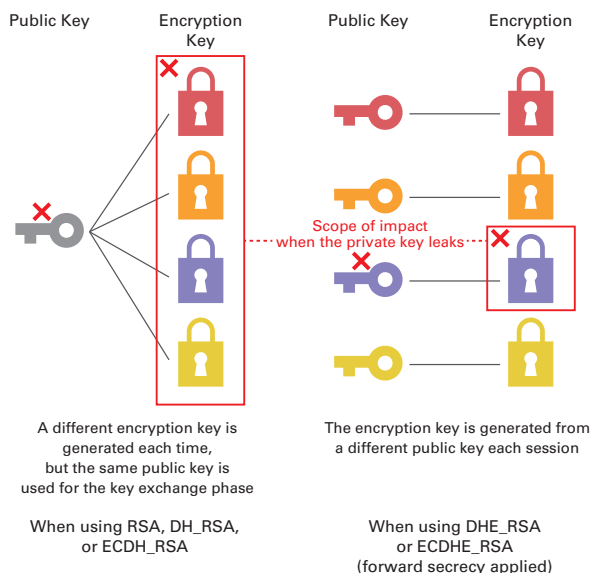 Public Key
Encryption
Key
Public Key
Encryption
Key
Scope of impact
when the private key leaks
A different encryption key is
generated each time,
but the same public key is
used for the key exchange phase
The encryption key is generated from
a different public key each session
When using RSA, DH_RSA,
or ECDH_RSA
When using DHE_RSA
or ECDHE_RSA
(forward secrecy applied)